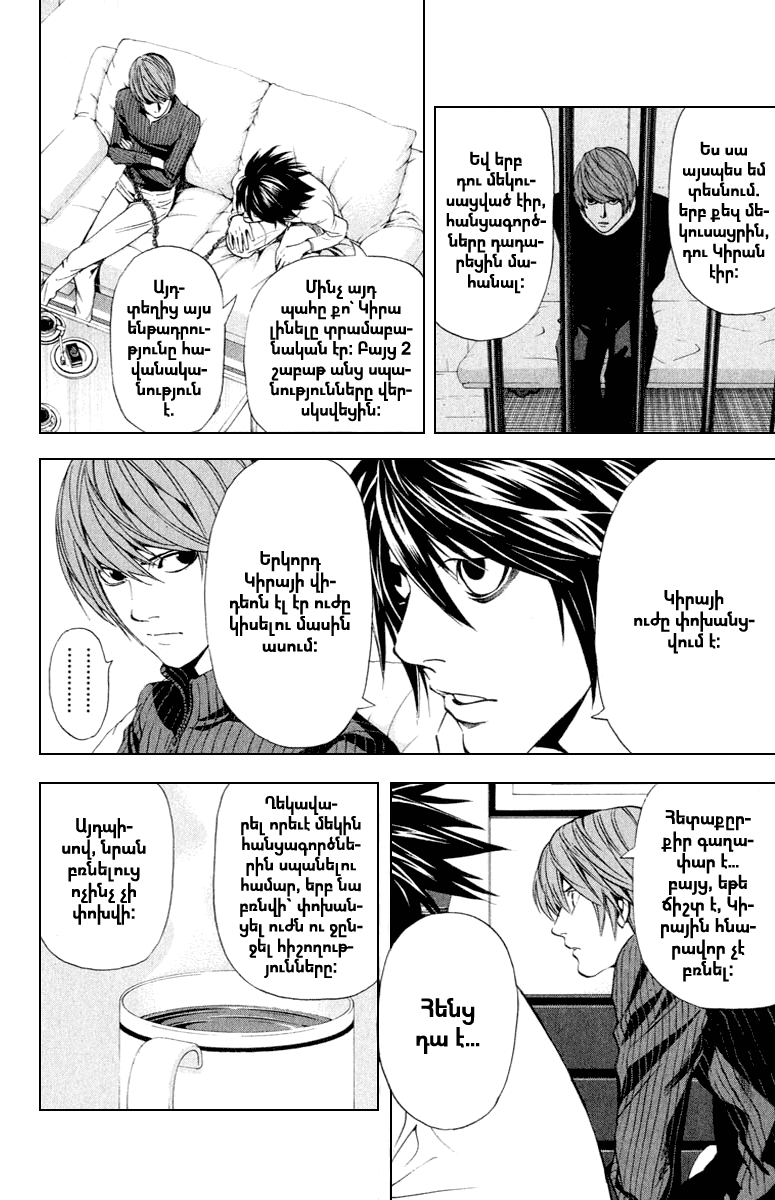 Ես սա
այսպես եմ
տեսնում.
երբ քեզ մե-
կուսացրին,
դու Կիրան
էիր:
Եվ երբ
դու մեկու-
սացված էիր,
հանցագործ-
ները դադա-
րեցին մա-
հանալ:
Մինչ այդ
պահը քո՝ Կիրա
լինելը տրամաբա-
նական էր: Բայց 2
շաբաթ անց սպա-
նությունները վեր-
սկսվեցին:
Այդ-
տեղից այս
ենթադրու-
թյունը հա-
վանակա-
նություն
է.
Կիրայի
ուժը փոխանց-
վում է:
Երկորդ
Կիրայի վի-
դեոն էլ էր ուժը
կիսելու մասին
ասում:
Հետաքըր-
քիր գաղա-
փար է...
բայց, եթե
ճիշտ է, Կի-
րային հնա-
րավոր չէ
բռնել:
Հենց
դա է...
Ղեկավա-
րել որեւէ մեկին
հանցագործնե-
րին սպանելու
համար, երբ նա
բռնվի՝ փոխան-
ցել ուժն ու ջըն-
ջել հիշողութ-
յունները:
Այդպի-
սով, նրան
բռնելուց
ոչինչ չի
փոխվի: